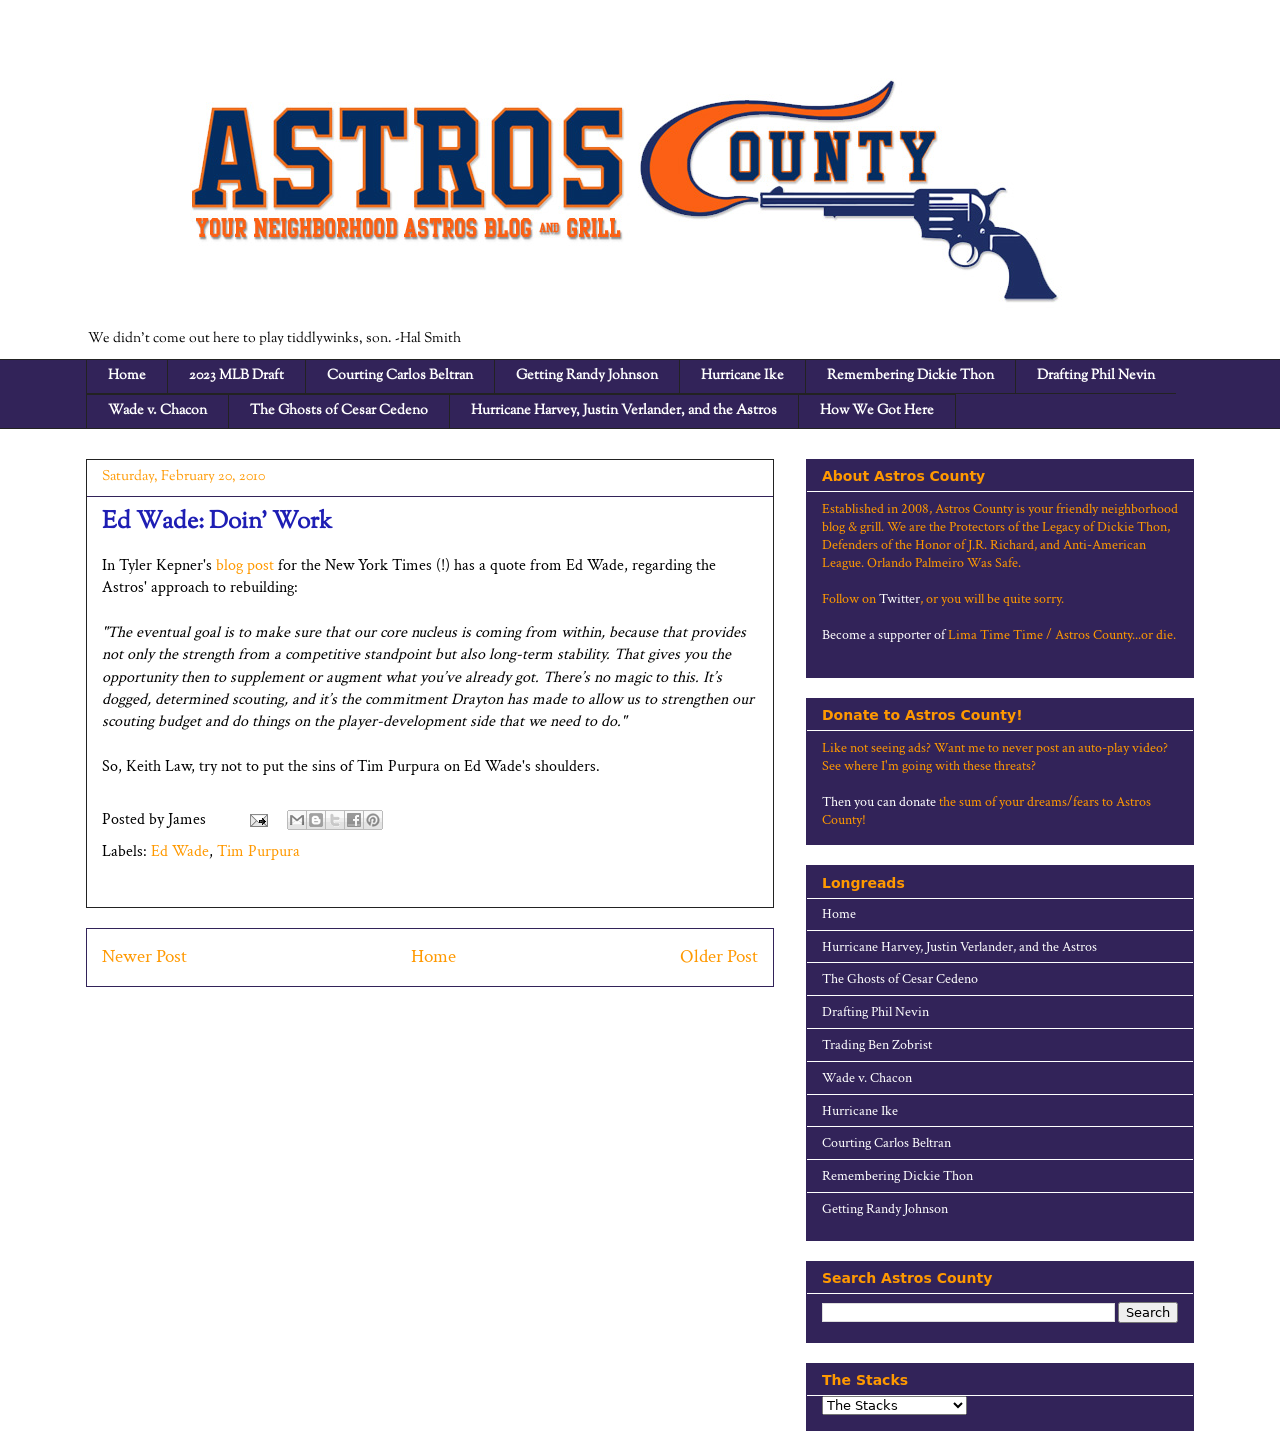 ASTROS COUNTY
YOUR NEIGHBORHOOD ASTROS BLOG AND GRILL
We didn't come out here to play tiddlywinks, son. -Hal Smith
Home 2023 MLB Draft Courting Carlos Beltran Getting Randy Johnson Hurricane Ike Remembering Dickie Thon Drafting Phil Nevin
Wade v. Chacon The Ghosts of Cesar Cedeno Hurricane Harvey, Justin Verlander, and the Astros How We Got Here
Saturday, February 20, 2010
Ed Wade: Doin' Work
In Tyler Kepner's blog post for the New York Times (!) has a quote from Ed Wade, regarding the
Astros' approach to rebuilding:
"The eventual goal is to make sure that our core nucleus is coming from within, because that provides
not only the strength from a competitive standpoint but also long-term stability. That gives you the
opportunity then to supplement or augment what you've already got. There's no magic to this. It's
dogged, determined scouting, and it's the commitment Drayton has made to allow us to strengthen our
scouting budget and do things on the player-development side that we need to do."
So, Keith Law, try not to put the sins of Tim Purpura on Ed Wade's shoulders.
Posted by James
Labels: Ed Wade, Tim Purpura
Newer Post Home Older Post
About Astros County
Established in 2008, Astros County is your friendly neighborhood
blog & grill. We are the Protectors of the Legacy of Dickie Thon,
Defenders of the Honor of J.R. Richard, and Anti-American
League. Orlando Palmeiro Was Safe.
Follow on Twitter, or you will be quite sorry.
Become a supporter of Lima Time Time / Astros County...or die.
Donate to Astros County!
Like not seeing ads? Want me to never post an auto-play video?
See where I'm going with these threats?
Then you can donate the sum of your dreams/fears to Astros
County!
Longreads
Home
Hurricane Harvey, Justin Verlander, and the Astros
The Ghosts of Cesar Cedeno
Drafting Phil Nevin
Trading Ben Zobrist
Wade v. Chacon
Hurricane Ike
Courting Carlos Beltran
Remembering Dickie Thon
Getting Randy Johnson
Search Astros County
Search
The Stacks
The Stacks